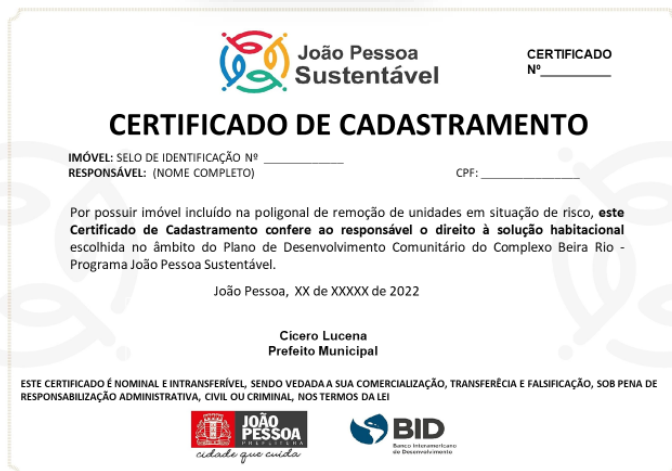 João Pessoa
Sustentável
CERTIFICADO
Nº__________
CERTIFICADO DE CADASTRAMENTO
IMÓVEL: SELO DE IDENTIFICAÇÃO Nº _____________
RESPONSÁVEL: (NOME COMPLETO) CPF: ________________
Por possuir imóvel incluído na poligonal de remoção de unidades em situação de risco, este
Certificado de Cadastramento confere ao responsável o direito à solução habitacional
escolhida no âmbito do Plano de Desenvolvimento Comunitário do Complexo Beira Rio -
Programa João Pessoa Sustentável.
João Pessoa, XX de XXXXX de 2022
Cícero Lucena
Prefeito Municipal
ESTE CERTIFICADO É NOMINAL E INTRANSFERÍVEL, SENDO VEDADA A SUA COMERCIALIZAÇÃO, TRANSFERÊCIA E FALSIFICAÇÃO, SOB PENA DE
RESPONSABILIZAÇÃO ADMINISTRATIVA, CIVIL OU CRIMINAL, NOS TERMOS DA LEI
JOÃO
PESSOA
PREFEITURA
cidade que cuida
BID
Banco Interamericano
de Desenvolvimento